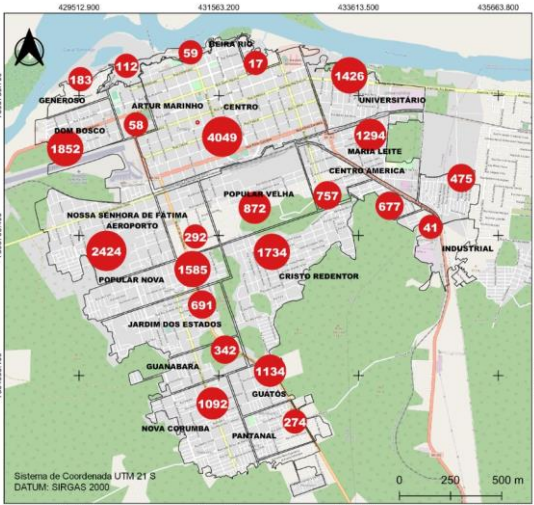 429512.900 431563.200 433613.500 435663.800
BEIRA RIO
59
17
112
1426
183
GENEROSO
ARTUR MARINHO
CENTRO
UNIVERSITÁRIO
58
DOM BOSCO
4049
1294
1852
MARIA LEITE
CENTRO AMERICA
475
POPULAR VELHA
757
677
872
NOSSA SENHORA DE FÁTIMA
AEROPORTO
41
292
2424
1734
INDUSTRIAL
1585
POPULAR NOVA
CRISTO REDENTOR
691
JARDIM DOS ESTADOS
342
GUANABARA
1134
GUATÓS
1092
274
NOVA CORUMBA
PANTANAL
Sistema de Coordenada UTM 21 S
DATUM: SIRGAS 2000
0 250 500 m